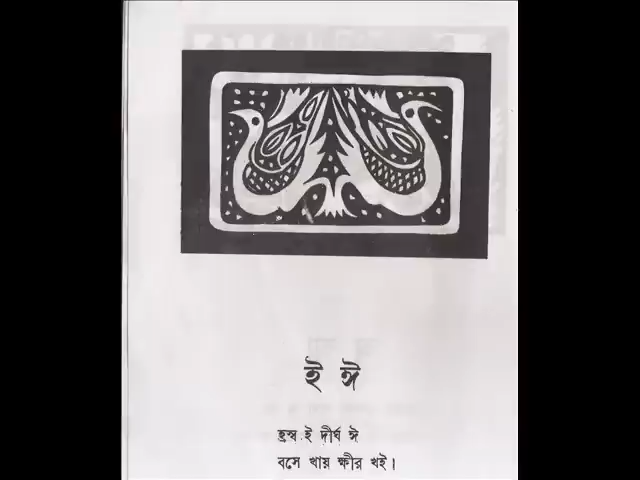 ই ঈ
হ্রস্ব ই দীর্ঘ ঈ
বসে খায় ক্ষীর খই।